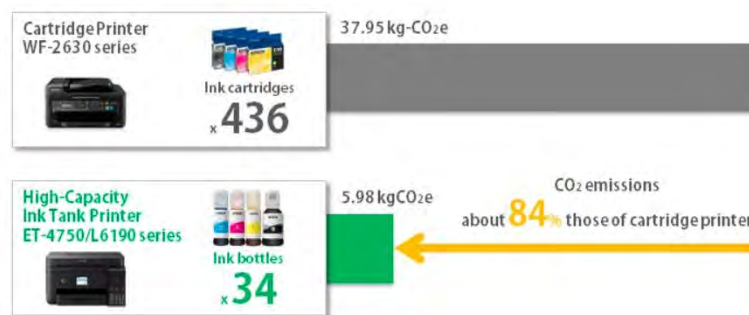 Cartridge Printer
WF-2630 series
Ink cartridges
x 436
37.95 kg-CO2e
High-Capacity
Ink Tank Printer
ET-4750/L6190 series
Ink bottles
x 34
5.98 kgCO2e
CO2 emissions
about 84% those of cartridge printer